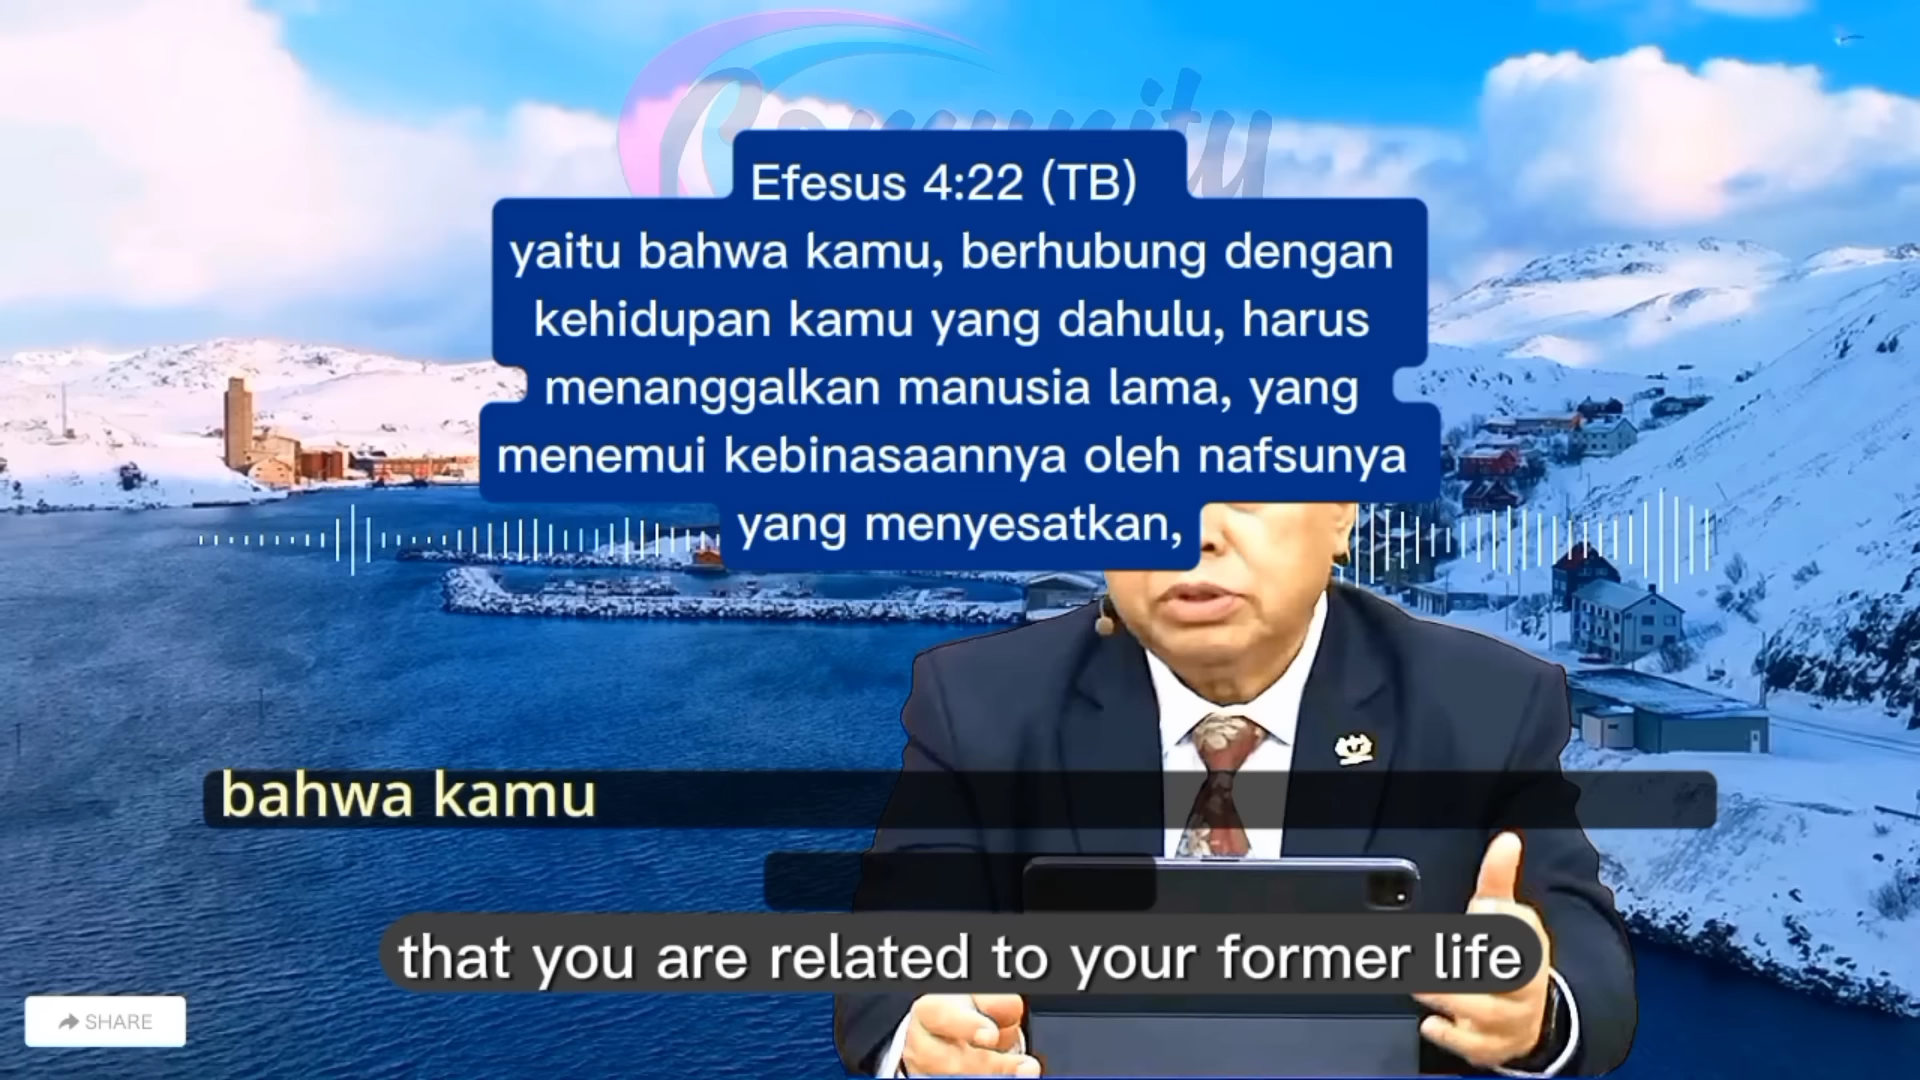 Comunity
Efesus 4:22 (TB)
yaitu bahwa kamu, berhubung dengan
kehidupan kamu yang dahulu, harus
menanggalkan manusia lama, yang
menemui kebinasaannya oleh nafsunya
yang menyesatkan,
bahwa kamu
that you are related to your former life
SHARE